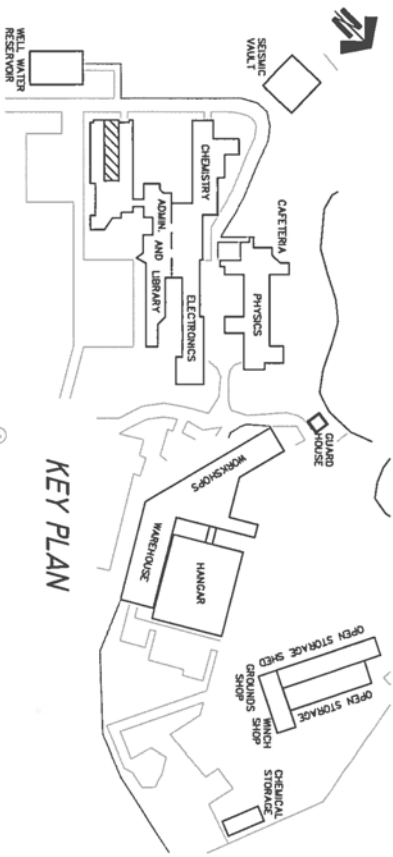 WELL WATER
RESERVOIR
SEISMIC
VAULT
CHEMISTRY
CAFETERIA
ADMIN. AND LIBRARY
PHYSICS
ELECTRONICS
GUARD
HOUSE
WORKSHOPS
WAREHOUSE
HANGAR
OPEN STORAGE SHED
OPEN STORAGE
GROUNDS
SHOP
WINCH
SHOP
CHEMICAL
STORAGE
KEY PLAN